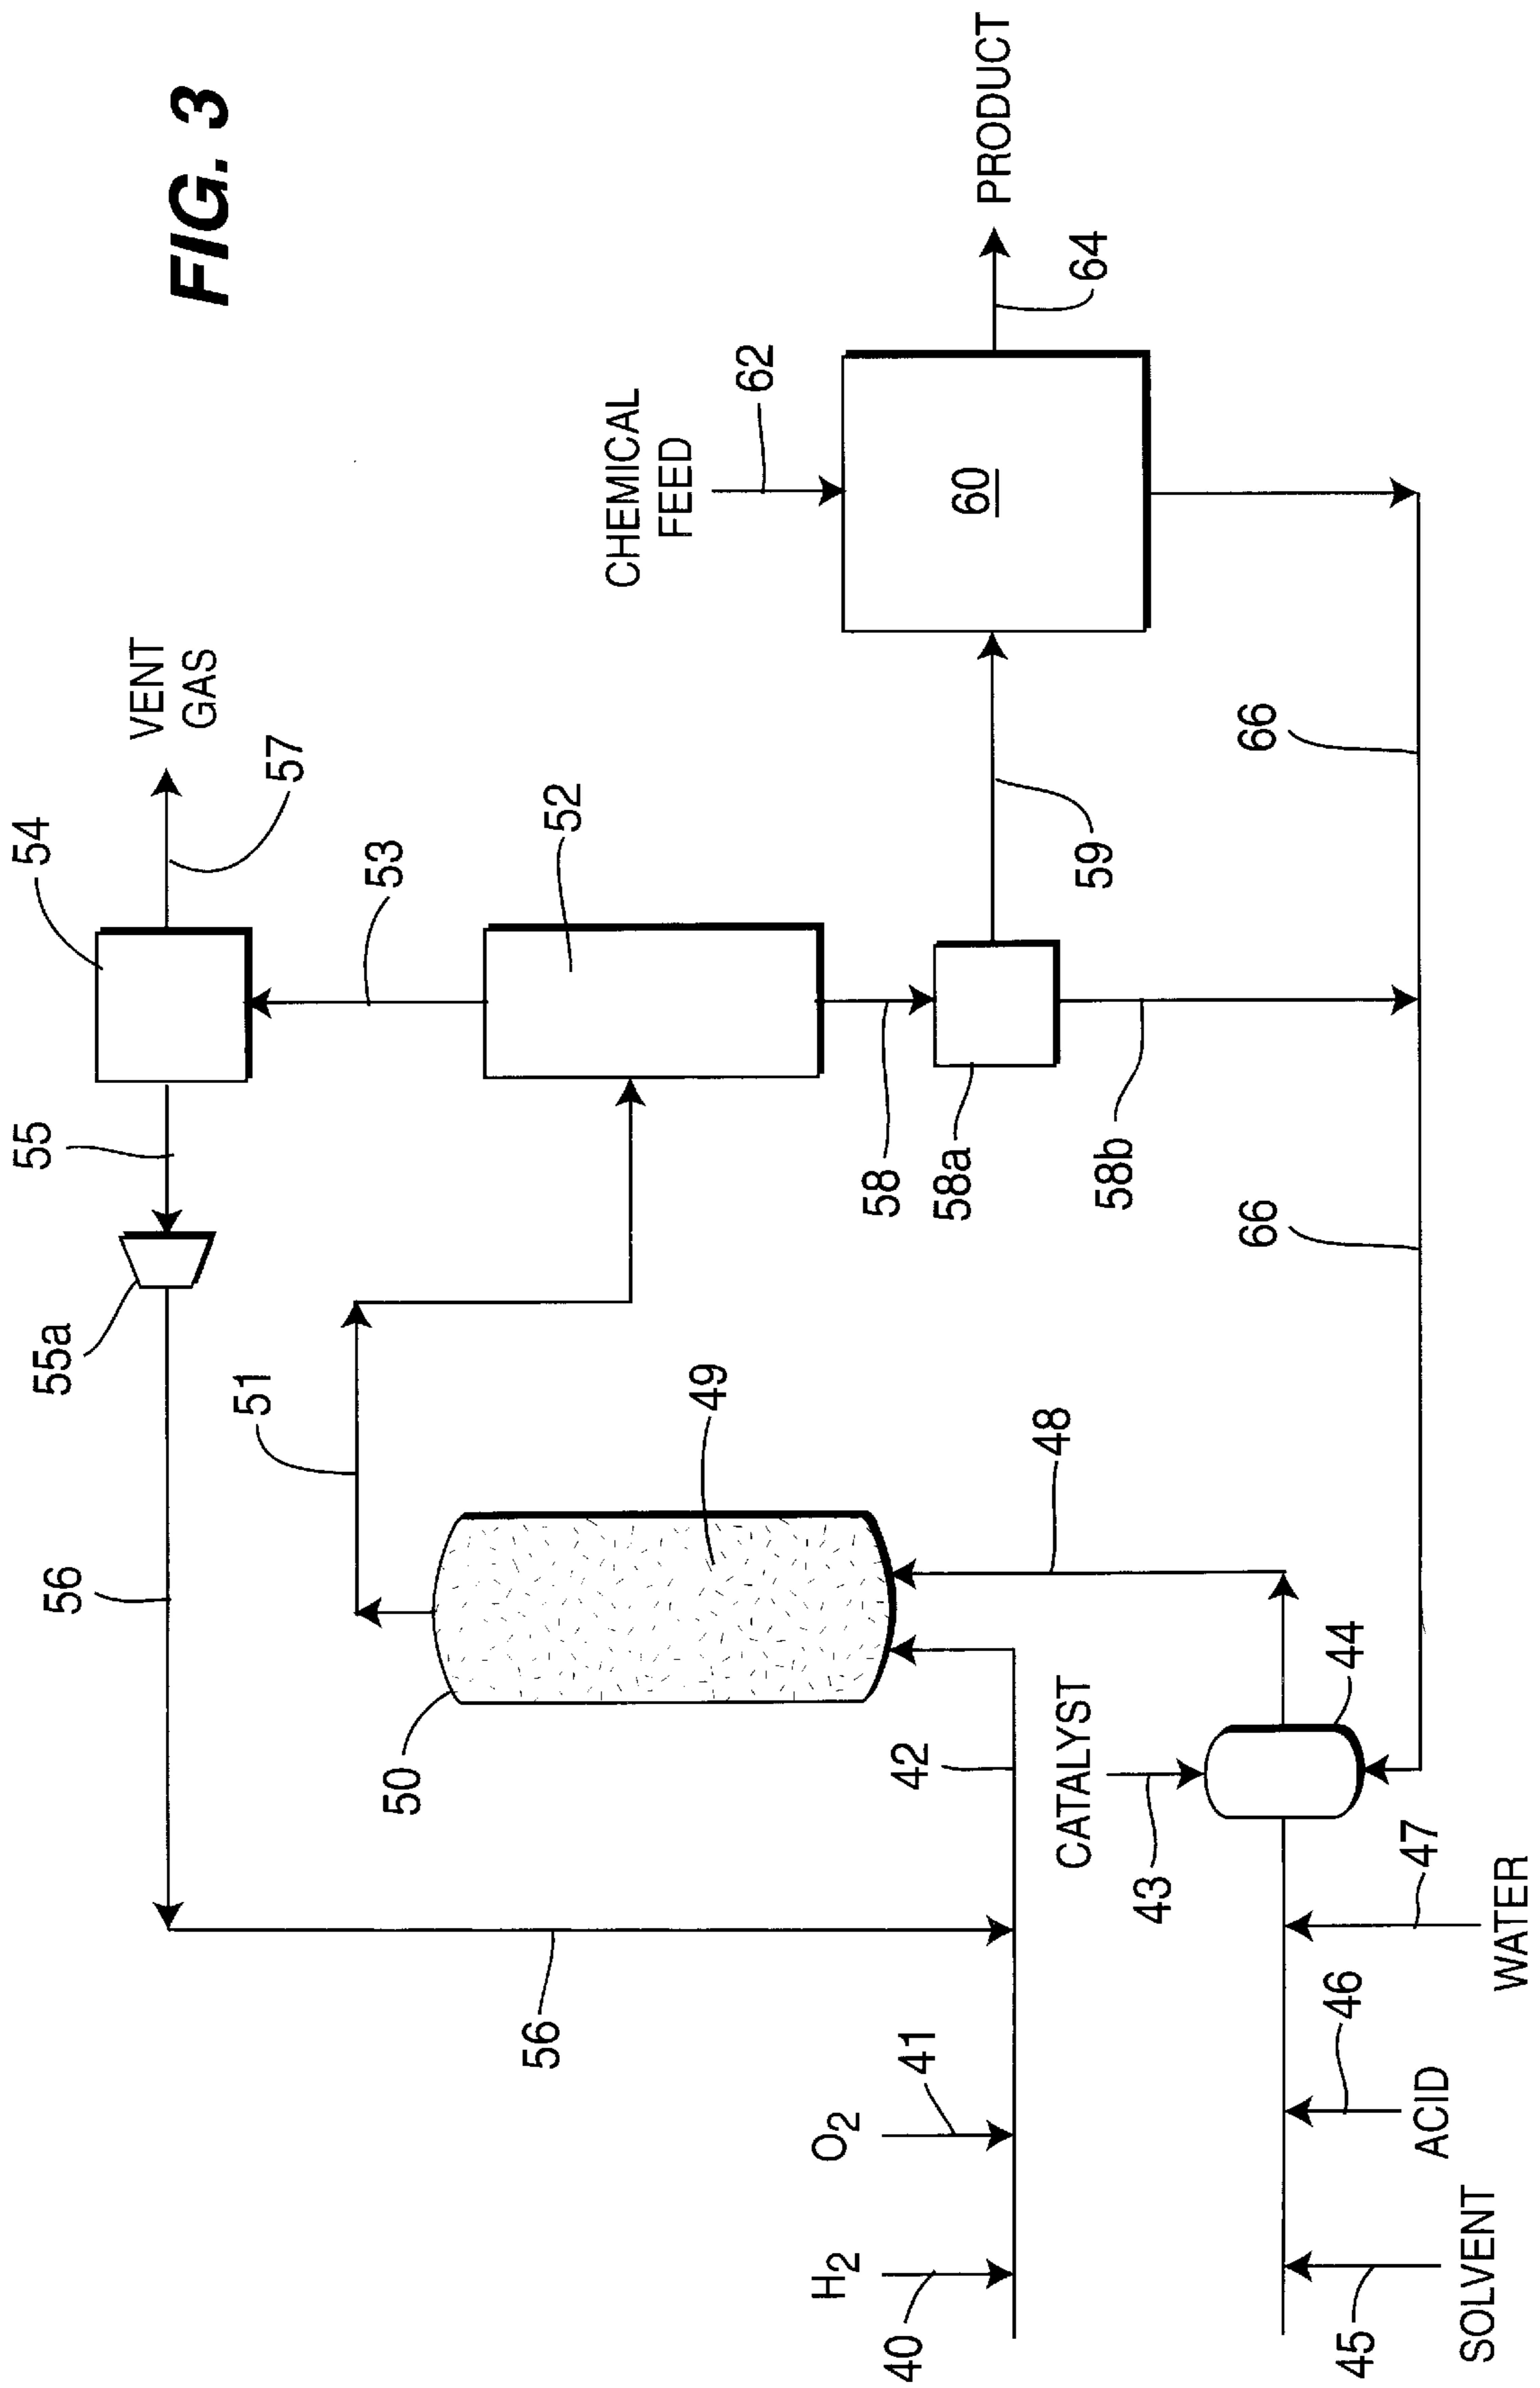 FIG. 3
VENT
GAS
54
57
55
55a
53
56
52
51
CHEMICAL
FEED
62
60
PRODUCT
64
50
49
58
58a
59
58b
56
66
66
48
42
H2
40
O2
41
CATALYST
43
44
SOLVENT
45
ACID
46
WATER
47